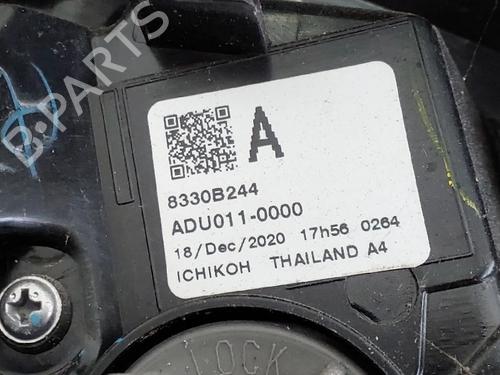 B-PARTS
A
8330B244
ADU011-0000
18/Dec/2020 17h56 0264
ICHIKOH THAILAND A4
LOCK